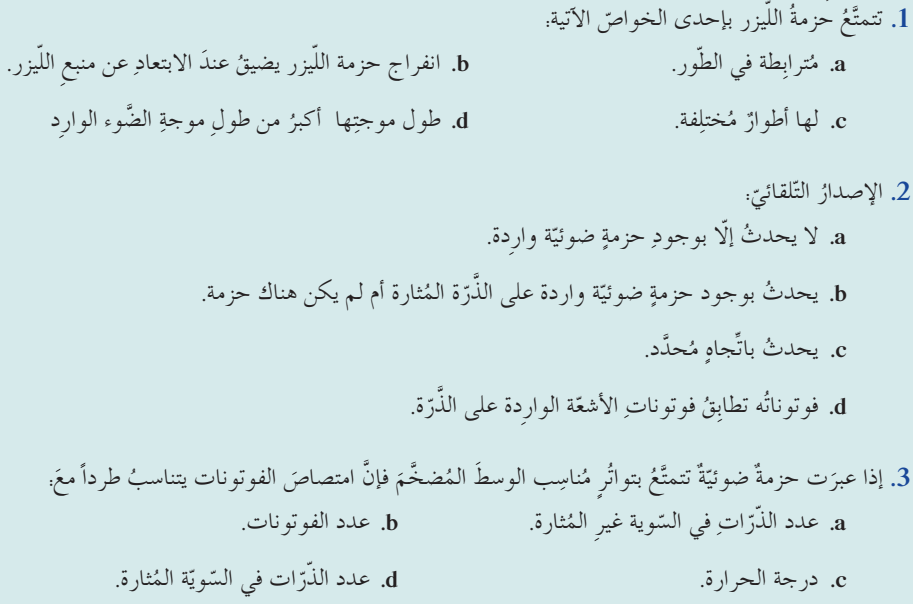 1. تتمتَّعُ حزمةُ اللّيزر بإحدى الخواصّ الآتية:
a. مُترابِطة في الطّور. b. انفراج حزمة اللّيزر يضيقُ عندَ الابتعادِ عن منبعِ اللّيزر.
c. لها أطوارٌ مُختلِفة. d. طول موجتِها أكبرُ من طولِ موجةِ الضَّوء الوارِد
2. الإصدارُ التّلقائيّ:
a. لا يحدثُ إلّا بوجودِ حزمةٍ ضوئيّة وارِدة.
b. يحدثُ بوجود حزمةٍ ضوئيّة واردة على الذَّرّة المُثارة أم لم يكن هناك حزمة.
c. يحدثُ باتِّجاهٍ مُحدَّد.
d. فوتوناتُه تطابِقُ فوتوناتِ الأشعّة الوارِدة على الذَّرّة.
3. إذا عبرَت حزمةٌ ضوئيّةٌ تتمتَّعُ بتواتُرٍ مُناسِب الوسطَ المُضخَّمَ فإنَّ امتصاصَ الفوتونات يتناسبُ طرداً معَ:
a. عدد الذّرّاتِ في السّوية غيرِ المُثارة. b. عدد الفوتونات.
c. درجة الحرارة. d. عدد الذّرّات في السّويّة المُثارة.